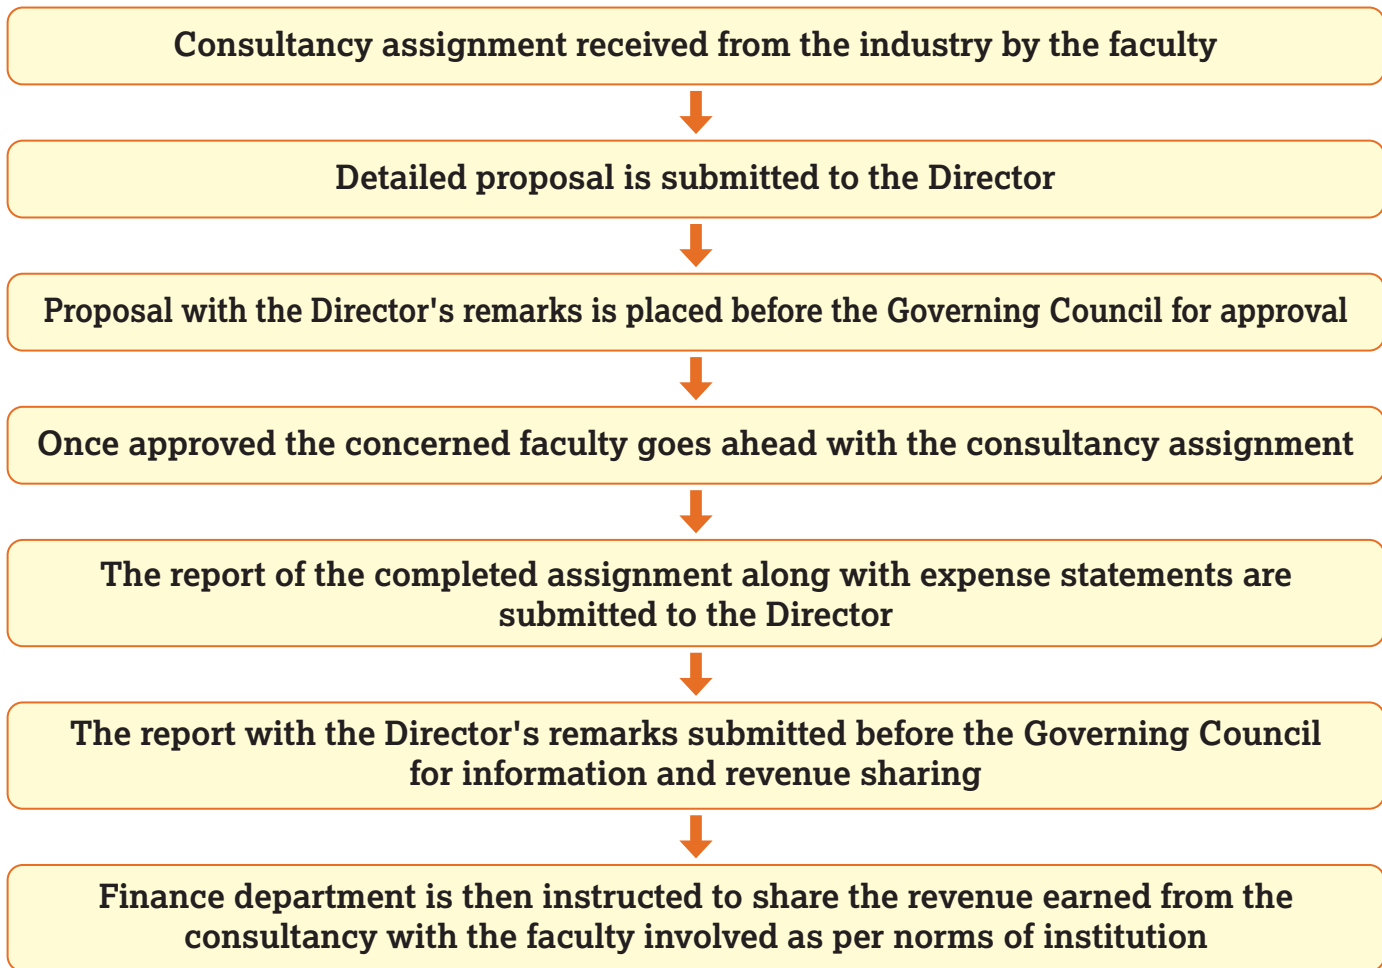 Consultancy assignment received from the industry by the faculty
Detailed proposal is submitted to the Director
Proposal with the Director's remarks is placed before the Governing Council for approval
Once approved the concerned faculty goes ahead with the consultancy assignment
The report of the completed assignment along with expense statements are
submitted to the Director
The report with the Director's remarks submitted before the Governing Council
for information and revenue sharing
Finance department is then instructed to share the revenue earned from the
consultancy with the faculty involved as per norms of institution